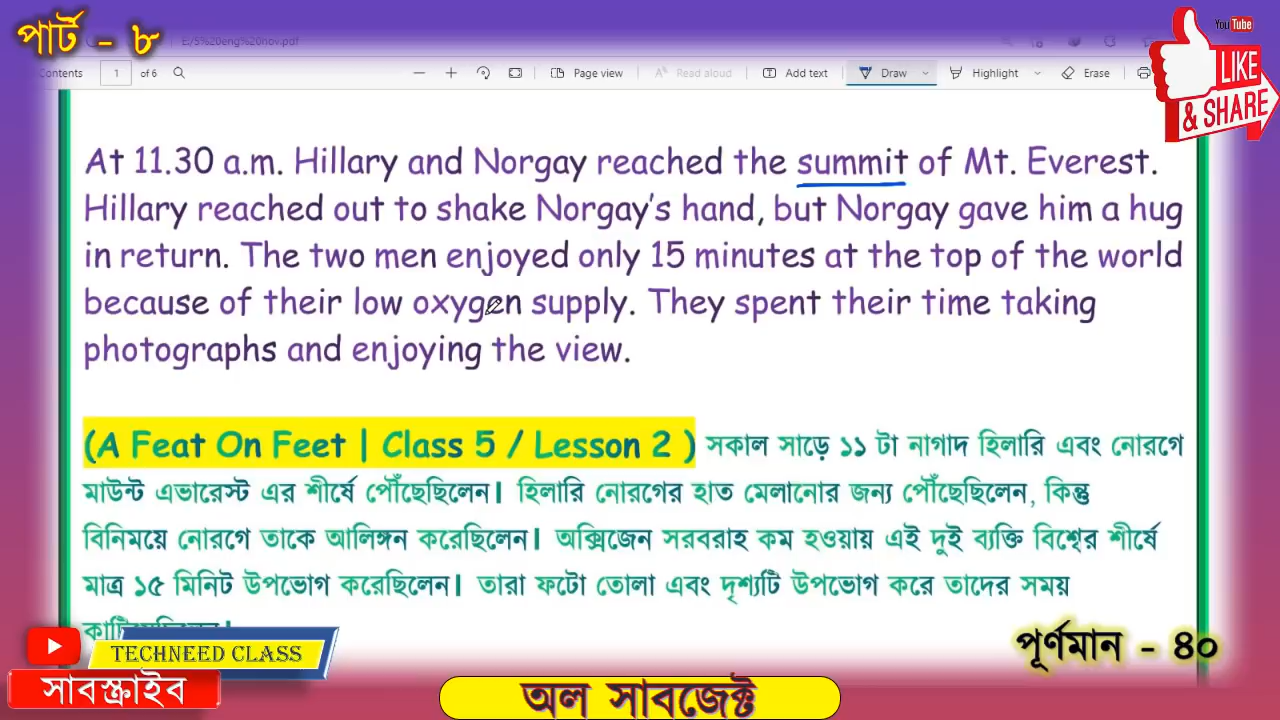 পার্ট - ৮
E:/5%20eng%20nov.pdf
YouTube
Contents 1 of 6 Page view Read aloud Add text Draw Highlight Erase
LIKE
& SHARE
At 11.30 a.m. Hillary and Norgay reached the summit of Mt. Everest.
Hillary reached out to shake Norgay's hand, but Norgay gave him a hug
in return. The two men enjoyed only 15 minutes at the top of the world
because of their low oxygen supply. They spent their time taking
photographs and enjoying the view.
(A Feat On Feet | Class 5 / Lesson 2 ) সকাল সাড়ে ১১ টা নাগাদ হিলারি এবং নোরগে
মাউন্ট এভারেস্ট এর শীর্ষে পৌঁছেছিলেন। হিলারি নোরগের হাত মেলানোর জন্য পৌঁছেছিলেন, কিন্তু
বিনিময়ে নোরগে তাকে আলিঙ্গন করেছিলেন। অক্সিজেন সরবরাহ কম হওয়ায় এই দুই ব্যক্তি বিশ্বের শীর্ষে
মাত্র ১৫ মিনিট উপভোগ করেছিলেন। তারা ফটো তোলা এবং দৃশ্যটি উপভোগ করে তাদের সময়
TECHNEED CLASS
পূর্ণমান - ৪০
সাবস্ক্রাইব
অল সাবজেক্ট